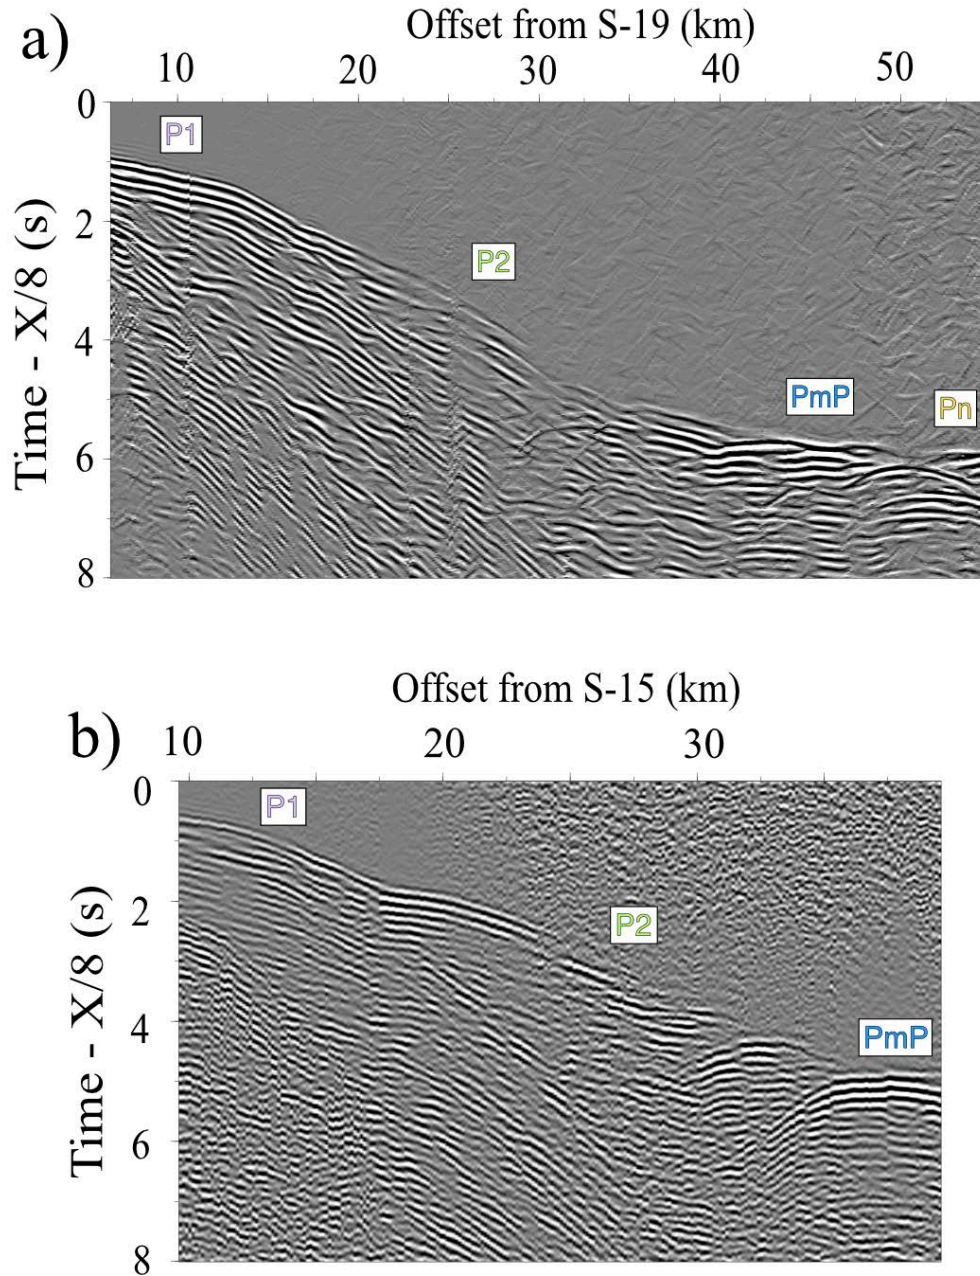 a)
Offset from S-19 (km)
10 20 30 40 50
0
P1
2
P2
4
PmP
Pn
6
8
Time - X/8 (s)
b)
Offset from S-15 (km)
10 20 30
0
P1
2
P2
4
PmP
6
8
Time - X/8 (s)